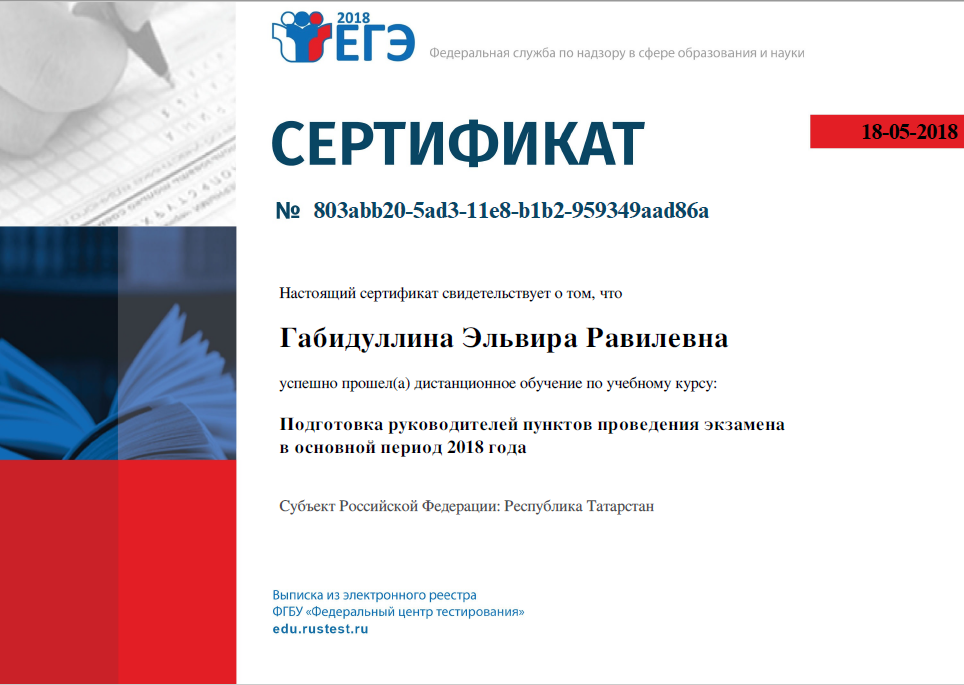 2018
ЕГЭ
Федеральная служба по надзору в сфере образования и науки
СЕРТИФИКАТ
18-05-2018
№ 803abb20-5ad3-11e8-b1b2-959349aad86a
Настоящий сертификат свидетельствует о том, что
Габидуллина Эльвира Равилевна
успешно прошел(а) дистанционное обучение по учебному курсу:
Подготовка руководителей пунктов проведения экзамена
в основной период 2018 года
Субъект Российской Федерации: Республика Татарстан
Выписка из электронного реестра
ФГБУ «Федеральный центр тестирования»
edu.rustest.ru